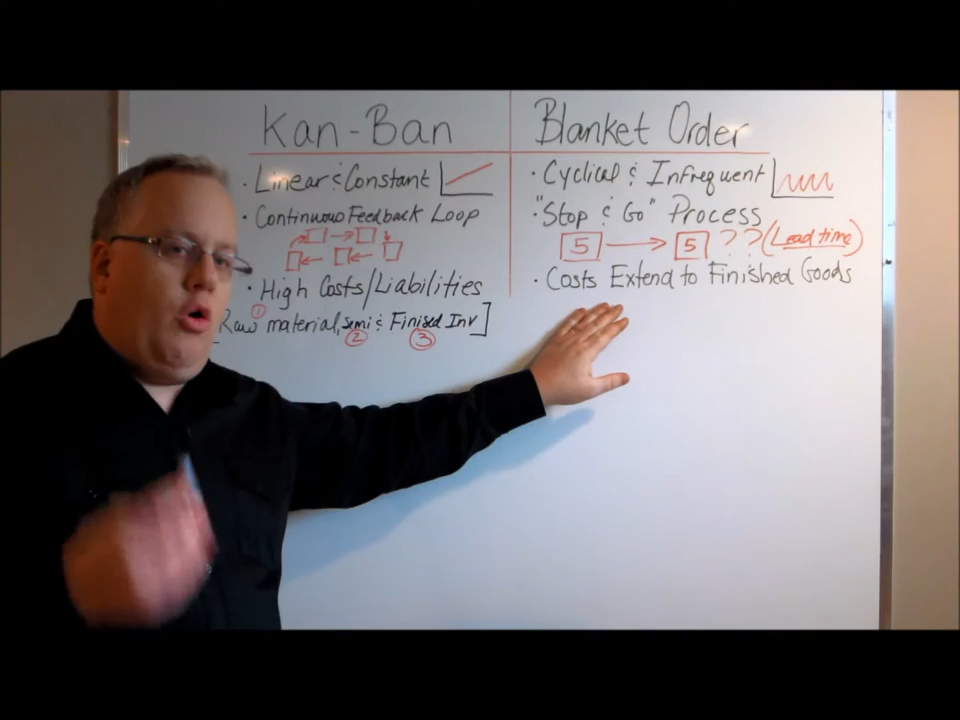 Kan-Ban
· Linear & Constant
· Continuous Feedback Loop
· High Costs/Liabilities
Raw material, semi & Finised Inv]
1
2
3
Blanket Order
· Cyclical & Infrequent
· "Stop & Go" Process
5 5 ?? (Lead time)
· Costs Extend to Finished Goods